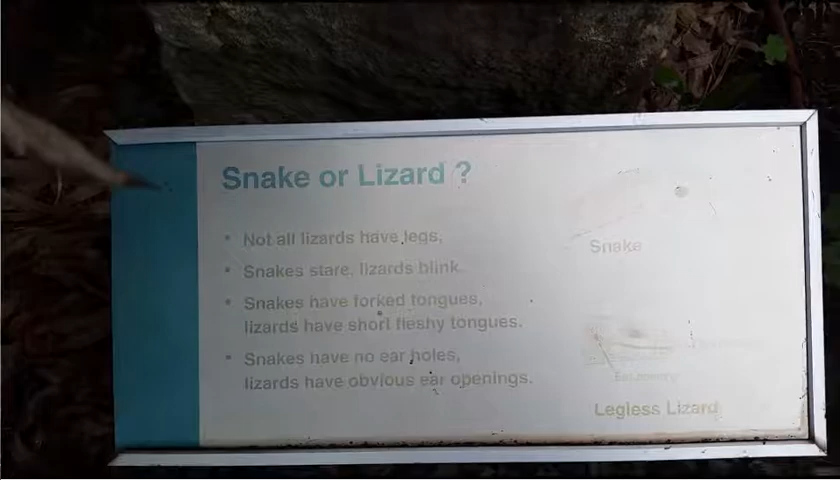 Snake or Lizard ?
• Not all lizards have legs,
• Snakes stare, lizards blink.
• Snakes have forked tongues,
lizards have short fleshy tongues.
• Snakes have no ear holes,
lizards have obvious ear openings.
Snake
Legless Lizard